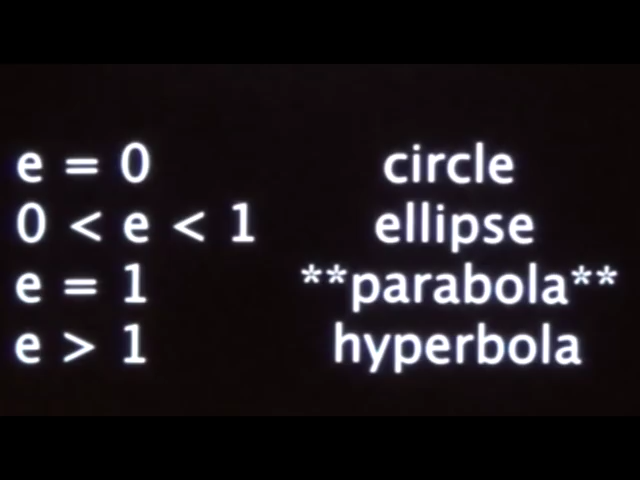 e = 0 circle
0 < e < 1 ellipse
e = 1 **parabola**
e > 1 hyperbola